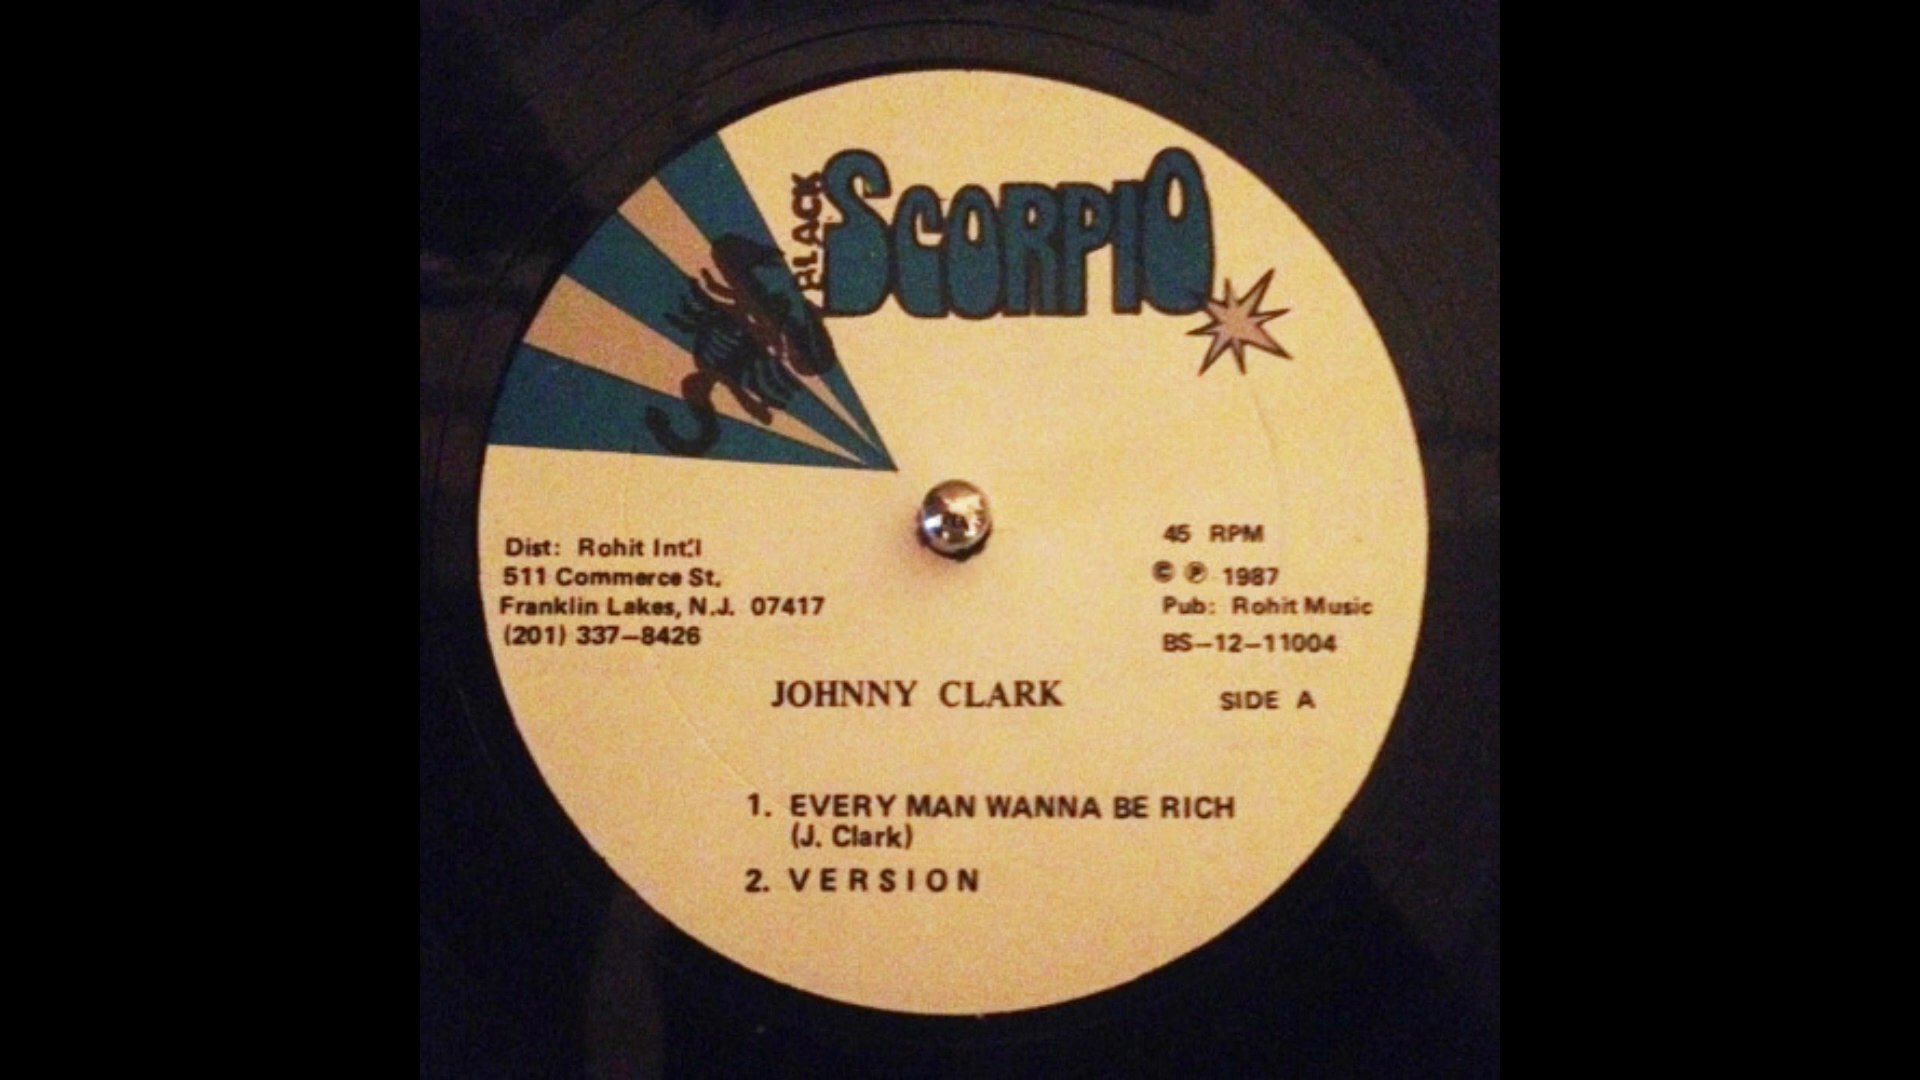 BLACK
SCORPIO
Dist: Rohit Int'l
511 Commerce St.
Franklin Lakes, N.J. 07417
(201) 337–8426
45 RPM
© ℗ 1987
Pub: Rohit Music
BS–12–11004
JOHNNY CLARK
SIDE A
1. EVERY MAN WANNA BE RICH
(J. Clark)
2. VERSION